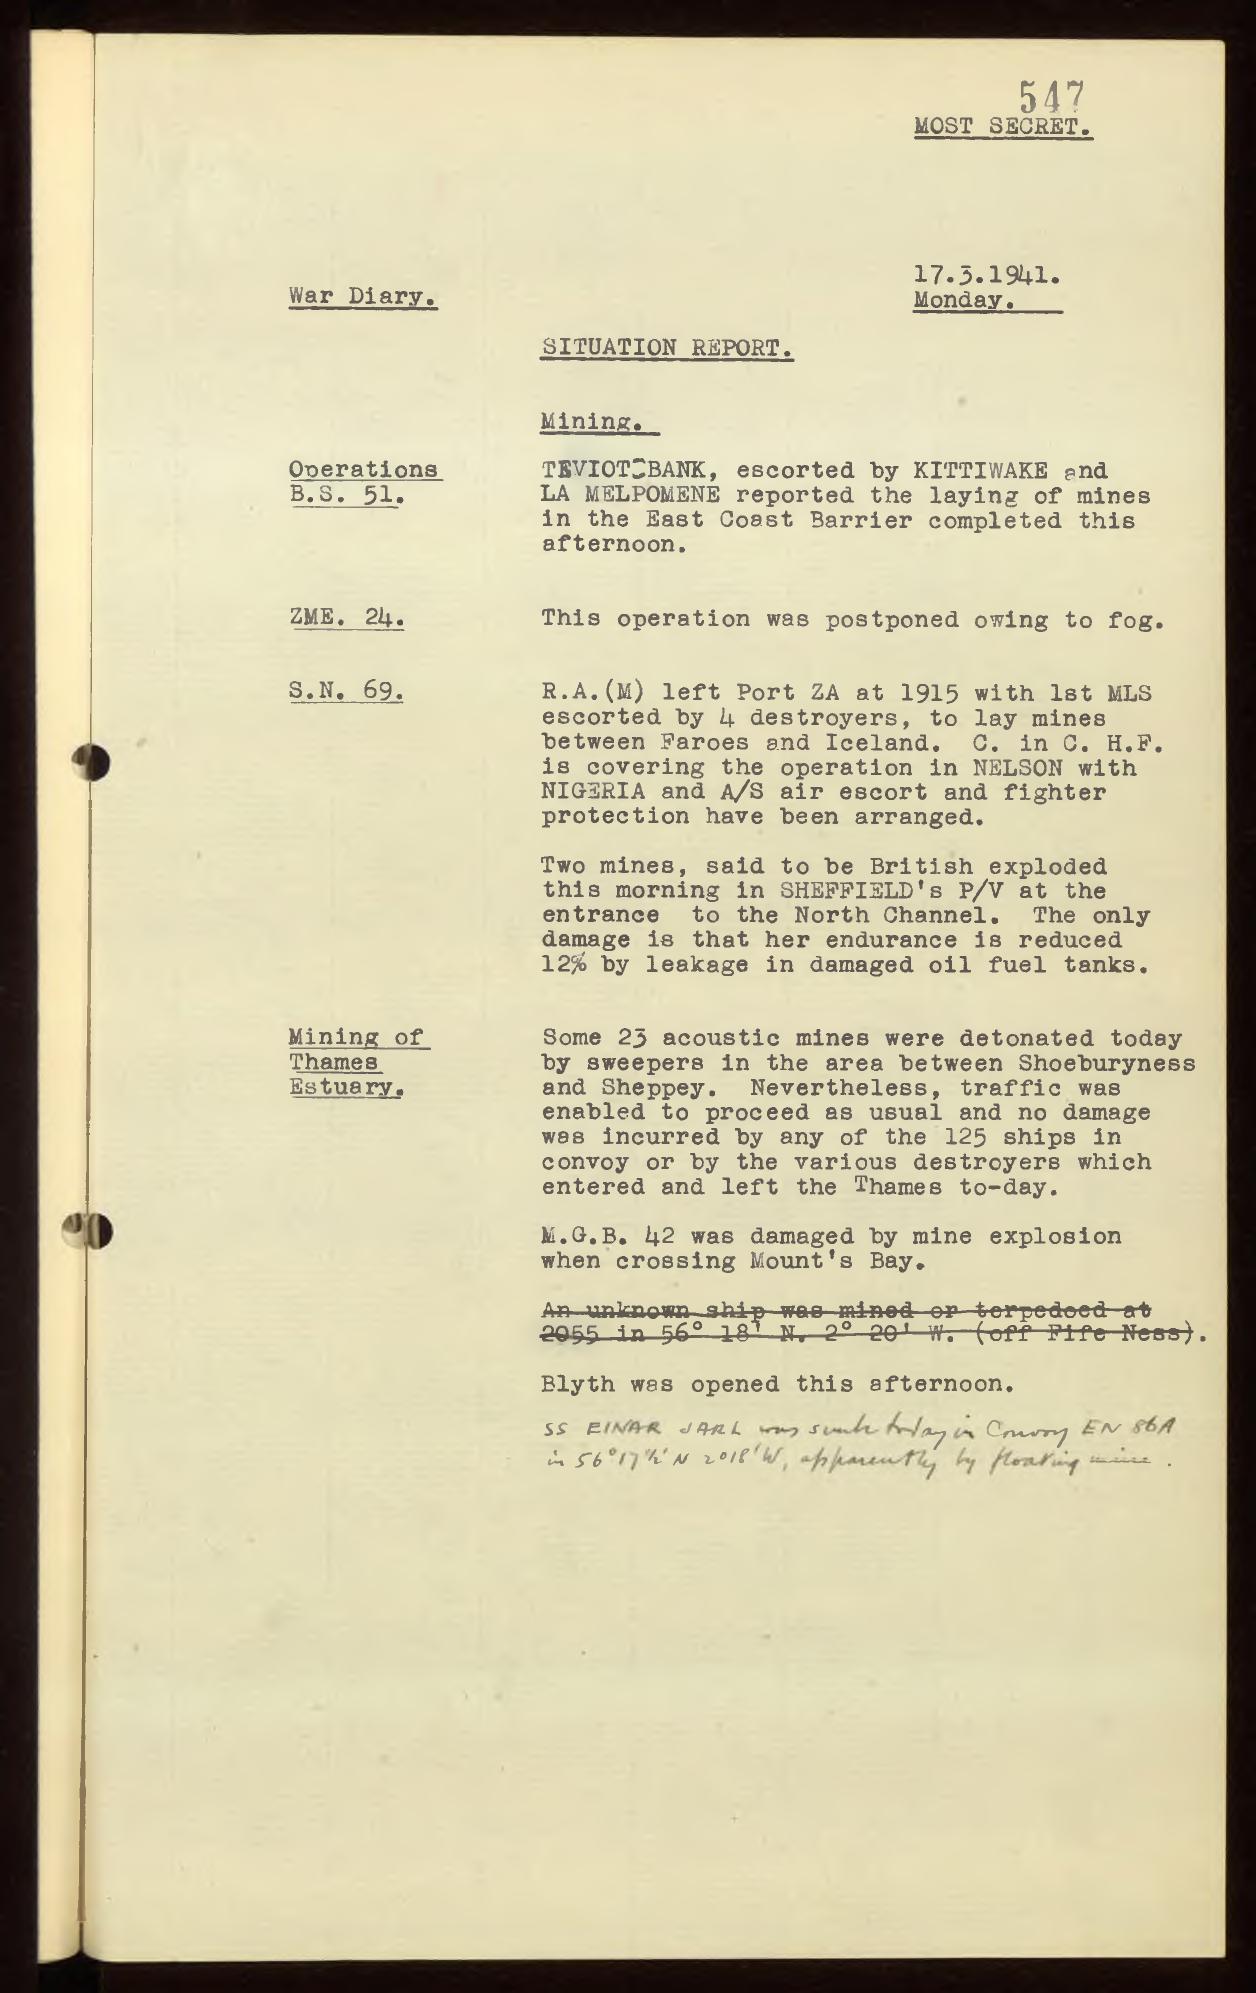 547
MOST SECRET.
17.3.1941.
War Diary.
Monday.
SITUATION REPORT.
Mining.
Operations
B.S. 51.
TEVIOTBANK, escorted by KITTIWAKE and
LA MELPOMENE reported the laying of mines
in the East Coast Barrier completed this
afternoon.
ZME. 24.
This operation was postponed owing to fog.
S.N. 69.
R.A.(M) left Port ZA at 1915 with 1st MLS
escorted by 4 destroyers, to lay mines
between Faroes and Iceland. C. in C. H.F.
is covering the operation in NELSON with
NIGERIA and A/S air escort and fighter
protection have been arranged.
Two mines, said to be British exploded
this morning in SHEFFIELD's P/V at the
entrance to the North Channel. The only
damage is that her endurance is reduced
12% by leakage in damaged oil fuel tanks.
Mining of
Thames
Estuary.
Some 23 acoustic mines were detonated today
by sweepers in the area between Shoeburyness
and Sheppey. Nevertheless, traffic was
enabled to proceed as usual and no damage
was incurred by any of the 125 ships in
convoy or by the various destroyers which
entered and left the Thames to-day.
M.G.B. 42 was damaged by mine explosion
when crossing Mount's Bay.
An unknown ship was mined or torpedoed at
2055 in 56° 18' N. 2° 20' W. (off Fife Ness).
Blyth was opened this afternoon.
SS EINAR JARL was sunk today in Convoy EN 86A
in 56°17½' N 2°18' W, apparently by floating mine.